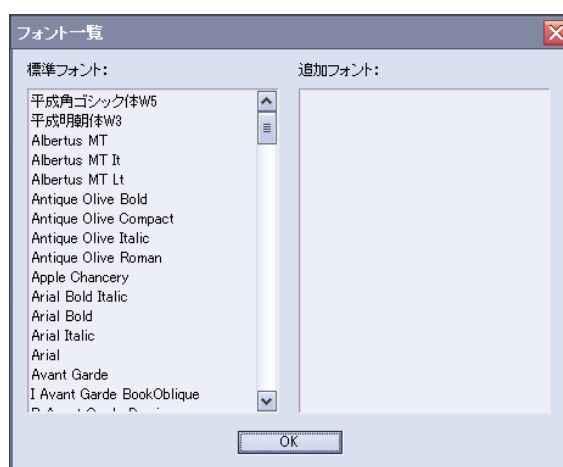 フォント一覧
標準フォント:
追加フォント:
平成角ゴシック体W5
平成明朝体W3
Albertus MT
Albertus MT It
Albertus MT Lt
Antique Olive Bold
Antique Olive Compact
Antique Olive Italic
Antique Olive Roman
Apple Chancery
Arial Bold Italic
Arial Bold
Arial Italic
Arial
Avant Garde
I Avant Garde BookOblique
OK